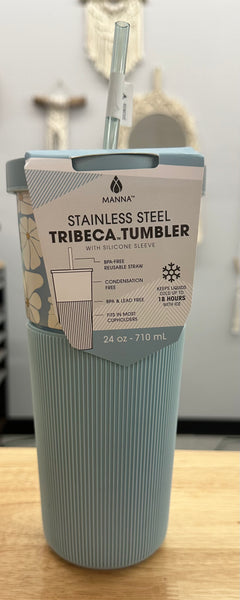 MANNA™
STAINLESS STEEL
TRIBECA TUMBLER
WITH SILICONE SLEEVE
BPA-FREE
REUSABLE STRAW
CONDENSATION
FREE
BPA & LEAD FREE
FITS IN MOST
CUPHOLDERS
KEEPS LIQUIDS
COLD UP TO
18 HOURS
WITH ICE
24 oz - 710 mL